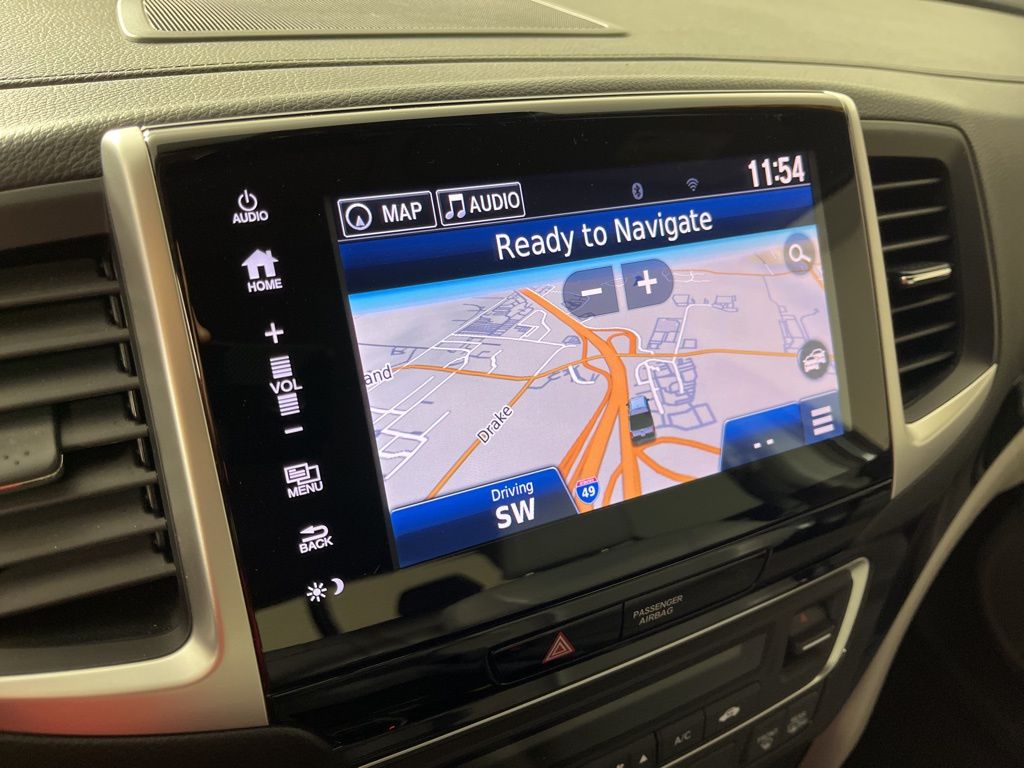 11:54
MAP
AUDIO
Ready to Navigate
AUDIO
HOME
+
VOL
-
MENU
BACK
- +
and
Drake
Driving
SW
49
--
PASSENGER
AIRBAG
A/C